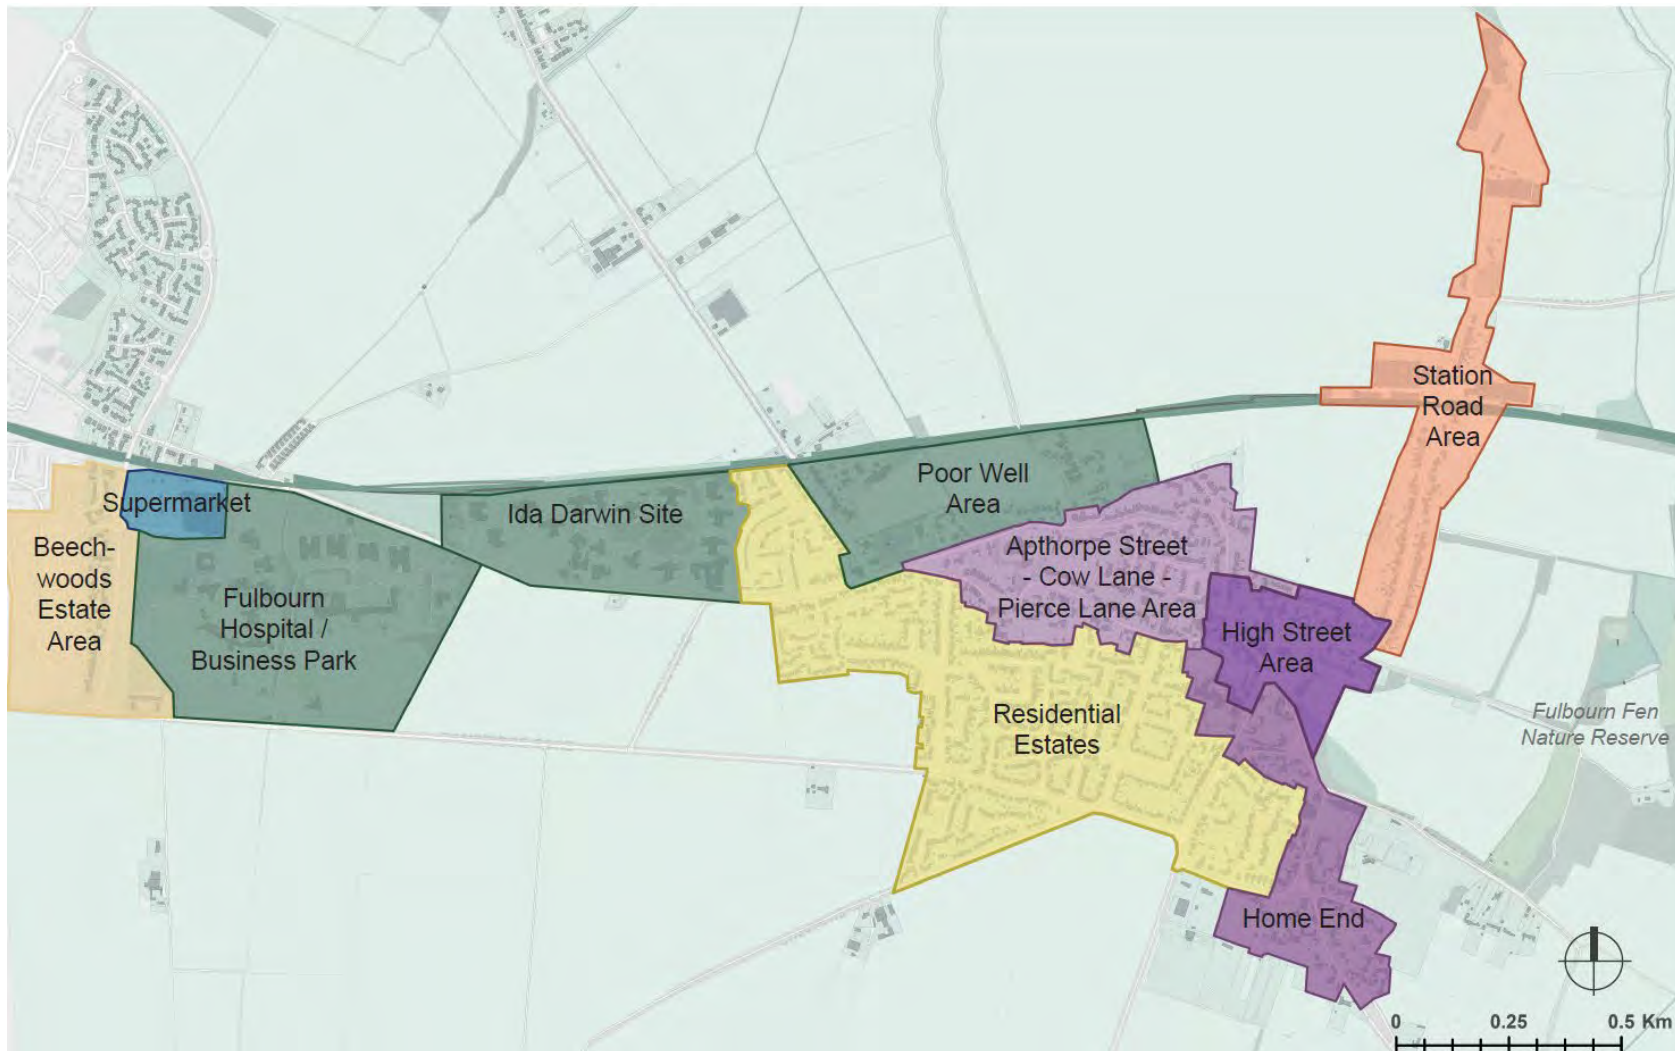 Station
Road
Area
Poor Well
Area
Supermarket
Ida Darwin Site
Beech-
woods
Estate
Area
Apthorpe Street
- Cow Lane -
Pierce Lane Area
Fulbourn
Hospital /
Business Park
High Street
Area
Residential
Estates
Fulbourn Fen
Nature Reserve
Home End
0 0.25 0.5 Km